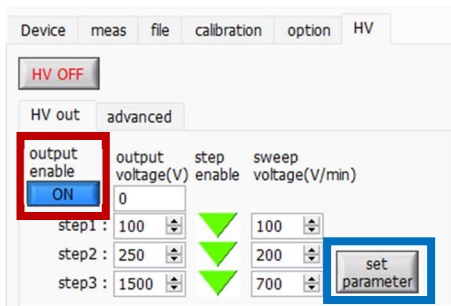 Device meas file calibration option HV
HV OFF
HV out advanced
output enable output voltage(V) step enable sweep voltage(V/min)
ON 0
step1 : 100 100
step2 : 250 200
step3 : 1500 700
set parameter